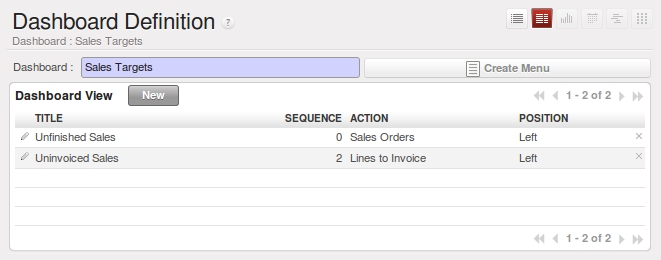 Dashboard Definition ?
Dashboard : Sales Targets
Dashboard : Sales Targets Create Menu
Dashboard View New 1 - 2 of 2
TITLE SEQUENCE ACTION POSITION
Unfinished Sales 0 Sales Orders Left
Uninvoiced Sales 2 Lines to Invoice Left
1 - 2 of 2